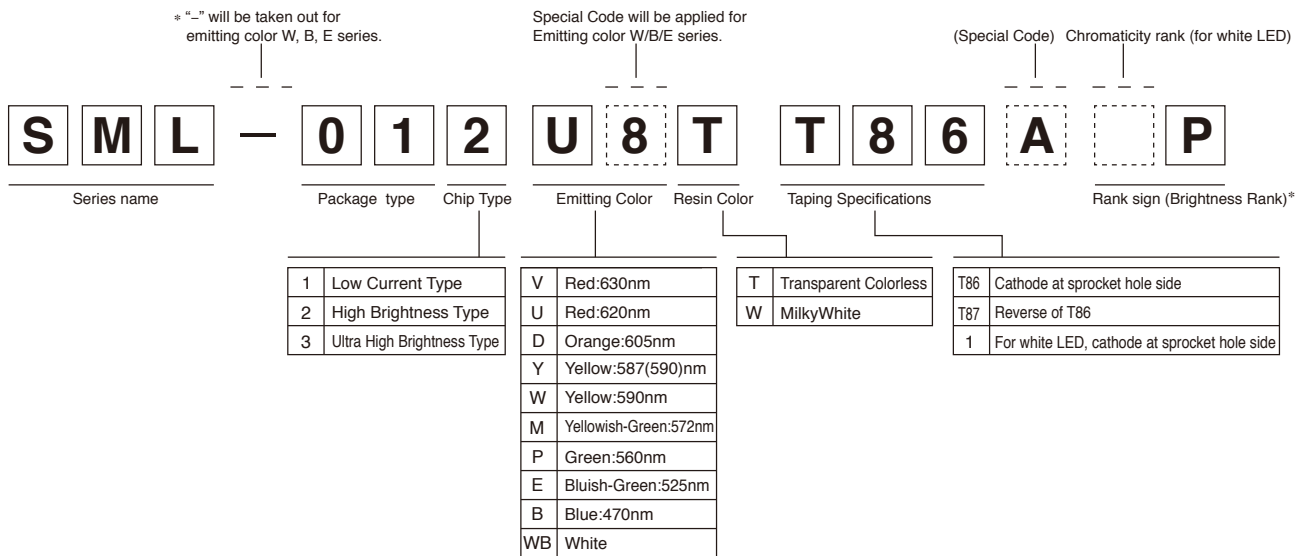 * “–” will be taken out for
emitting color W, B, E series.
Special Code will be applied for
Emitting color W/B/E series.
(Special Code) Chromaticity rank (for white LED)
S M L — 0 1 2 U 8 T T 8 6 A P
Series name
Package type
Chip Type
Emitting Color
Resin Color
Taping Specifications
Rank sign (Brightness Rank)*
1 Low Current Type
2 High Brightness Type
3 Ultra High Brightness Type
V Red:630nm
U Red:620nm
D Orange:605nm
Y Yellow:587(590)nm
W Yellow:590nm
M Yellowish-Green:572nm
P Green:560nm
E Bluish-Green:525nm
B Blue:470nm
WB White
T Transparent Colorless
W MilkyWhite
T86 Cathode at sprocket hole side
T87 Reverse of T86
1 For white LED, cathode at sprocket hole side